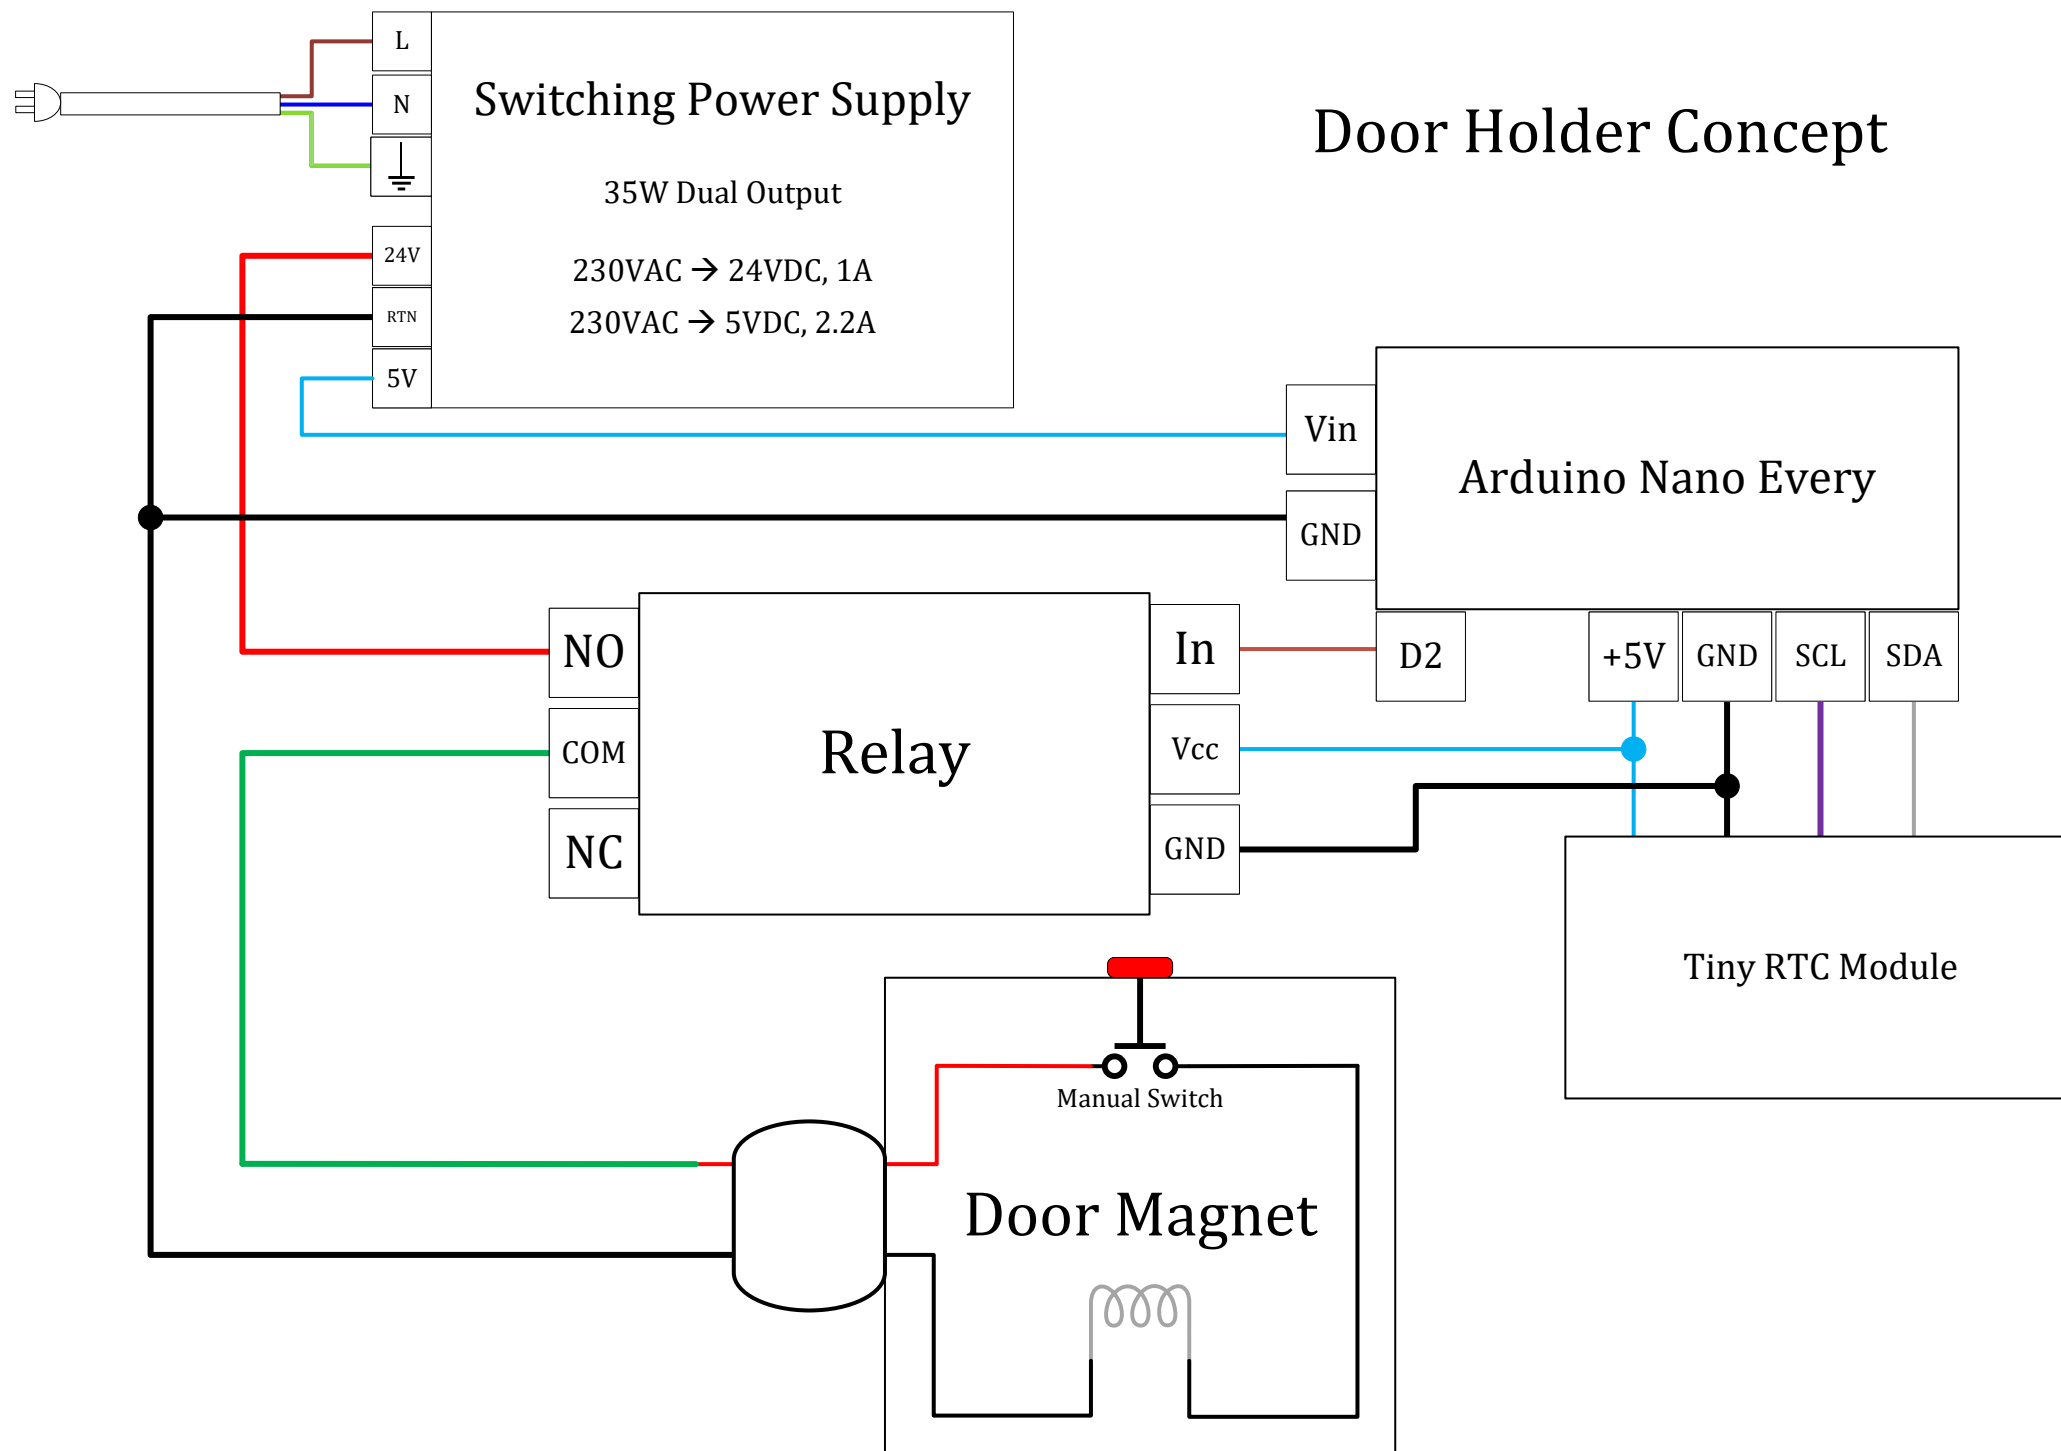 L
Switching Power Supply
N
Door Holder Concept
35W Dual Output
24V
230VAC → 24VDC, 1A
RTN
230VAC → 5VDC, 2.2A
5V
Vin
Arduino Nano Every
GND
NO
In
D2
+5V
GND
SCL
SDA
COM
Relay
Vcc
NC
GND
Tiny RTC Module
Manual Switch
Door Magnet